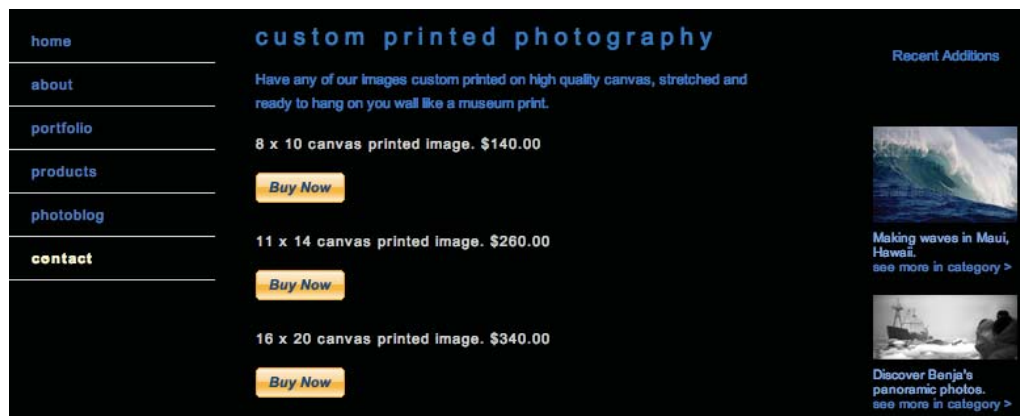 home
about
portfolio
products
photoblog
contact
custom printed photography
Have any of our images custom printed on high quality canvas, stretched and
ready to hang on you wall like a museum print.
8 x 10 canvas printed image. $140.00
Buy Now
11 x 14 canvas printed image. $260.00
Buy Now
16 x 20 canvas printed image. $340.00
Buy Now
Recent Additions
Making waves in Maui,
Hawaii.
see more in category >
Discover Benja's
panoramic photos.
see more in category >